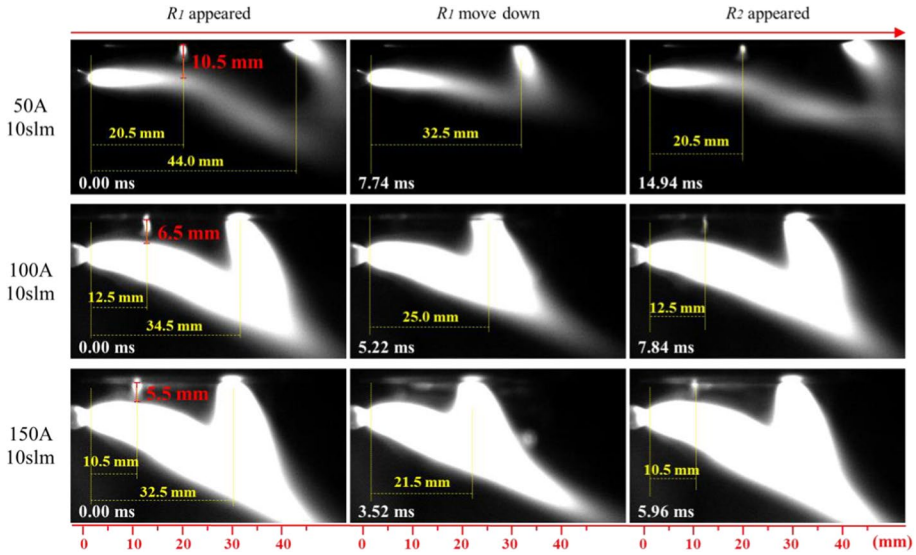 R1 appeared
R1 move down
R2 appeared
50A
10slm
10.5 mm
20.5 mm
44.0 mm
0.00 ms
32.5 mm
7.74 ms
20.5 mm
14.94 ms
100A
10slm
6.5 mm
12.5 mm
34.5 mm
0.00 ms
25.0 mm
5.22 ms
12.5 mm
7.84 ms
150A
10slm
5.5 mm
10.5 mm
32.5 mm
0.00 ms
21.5 mm
3.52 ms
10.5 mm
5.96 ms
0 10 20 30 40 0 10 20 30 40 0 10 20 30 40 (mm)